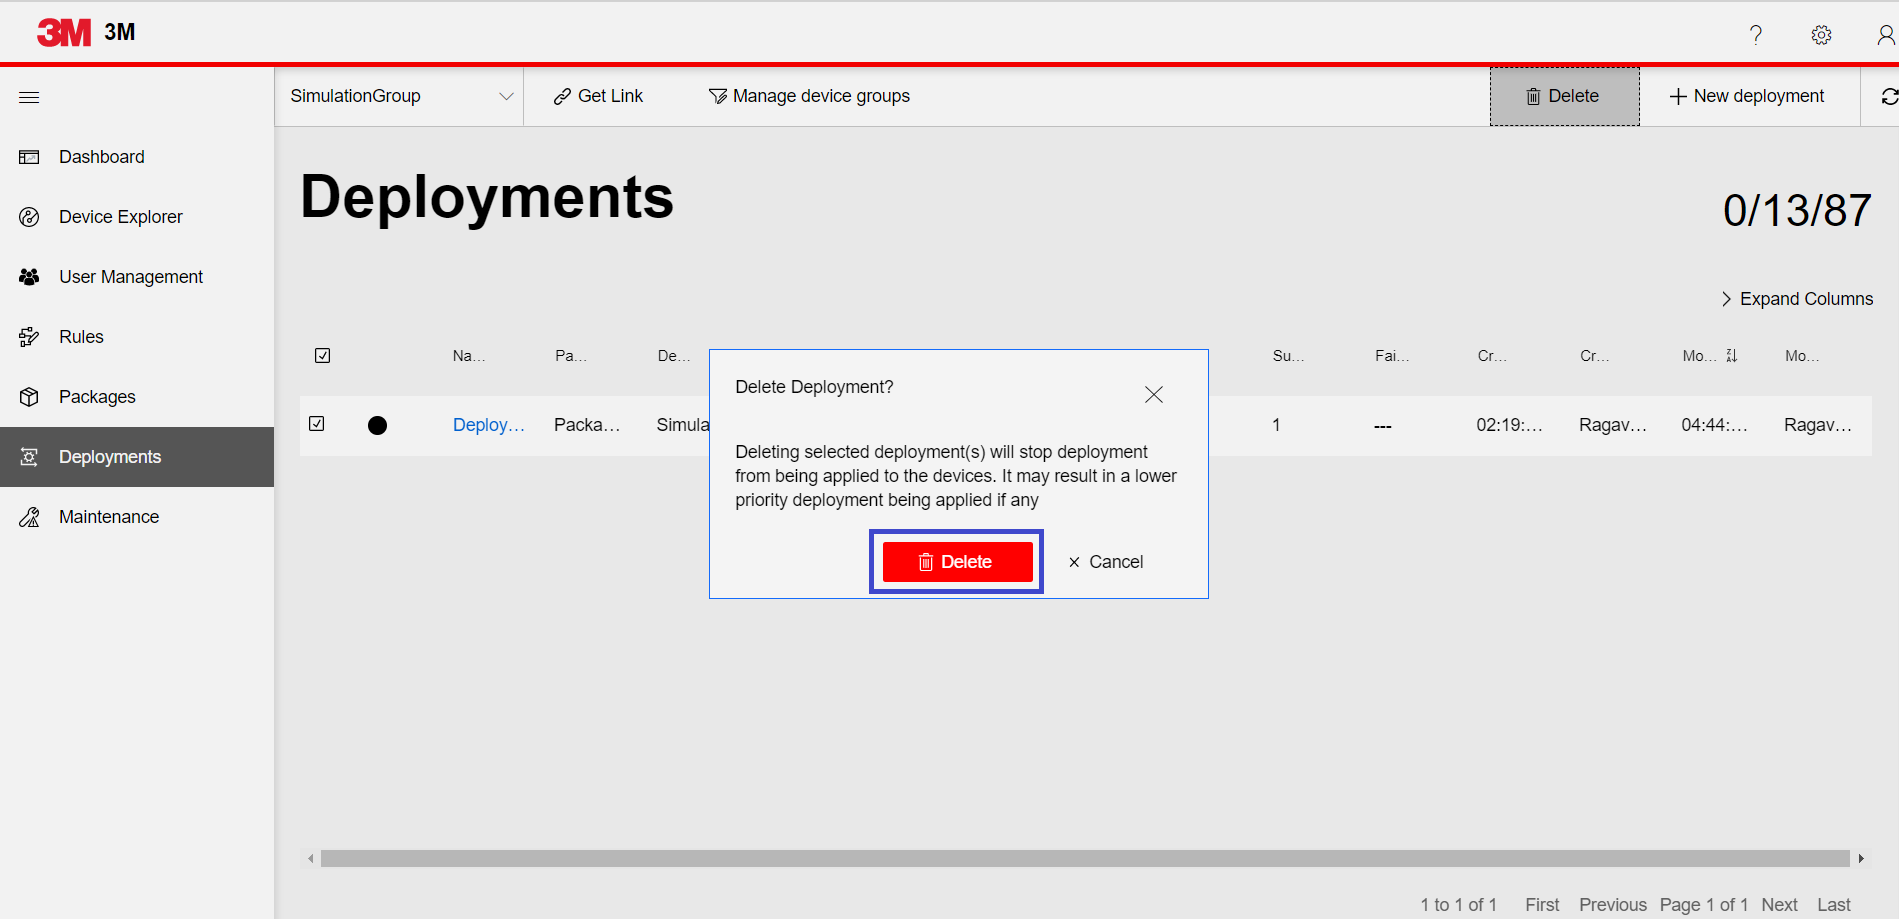 3M 3M
?
SimulationGroup Get Link Manage device groups Delete New deployment
Dashboard
Device Explorer
User Management
Rules
Packages
Deployments
Maintenance
Deployments
0/13/87
Expand Columns
Na... Pa... De... Su... Fai... Cr... Cr... Mo... Mo...
Deploy... Packa... Simula 1 --- 02:19:... Ragav... 04:44:... Ragav...
Delete Deployment?
Deleting selected deployment(s) will stop deployment
from being applied to the devices. It may result in a lower
priority deployment being applied if any
Delete Cancel
1 to 1 of 1 First Previous Page 1 of 1 Next Last